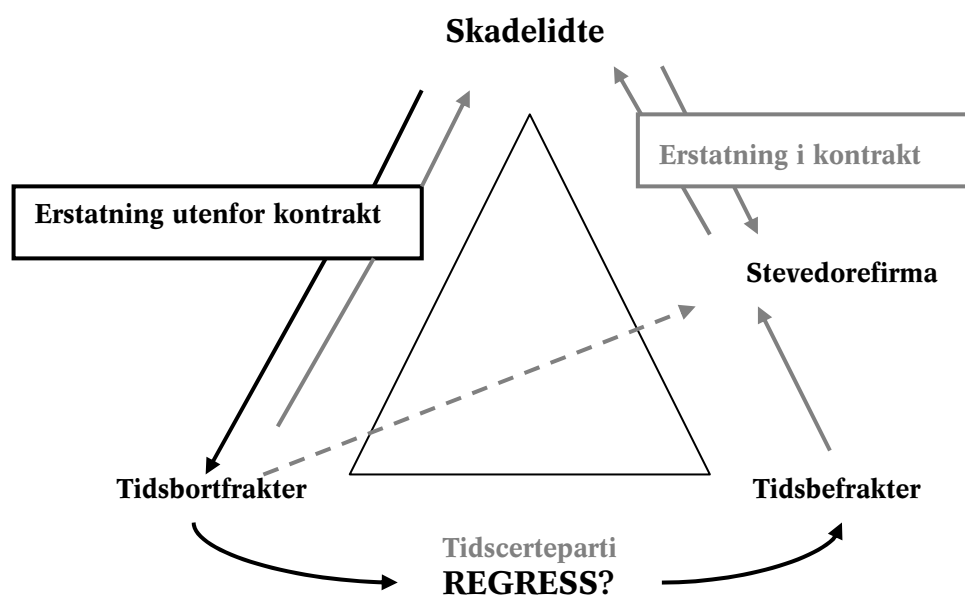 Skadelidte
Erstatning i kontrakt
Erstatning utenfor kontrakt
Stevedorefirma
Tidsbortfrakter
Tidsbefrakter
Tidscerteparti
REGRESS?